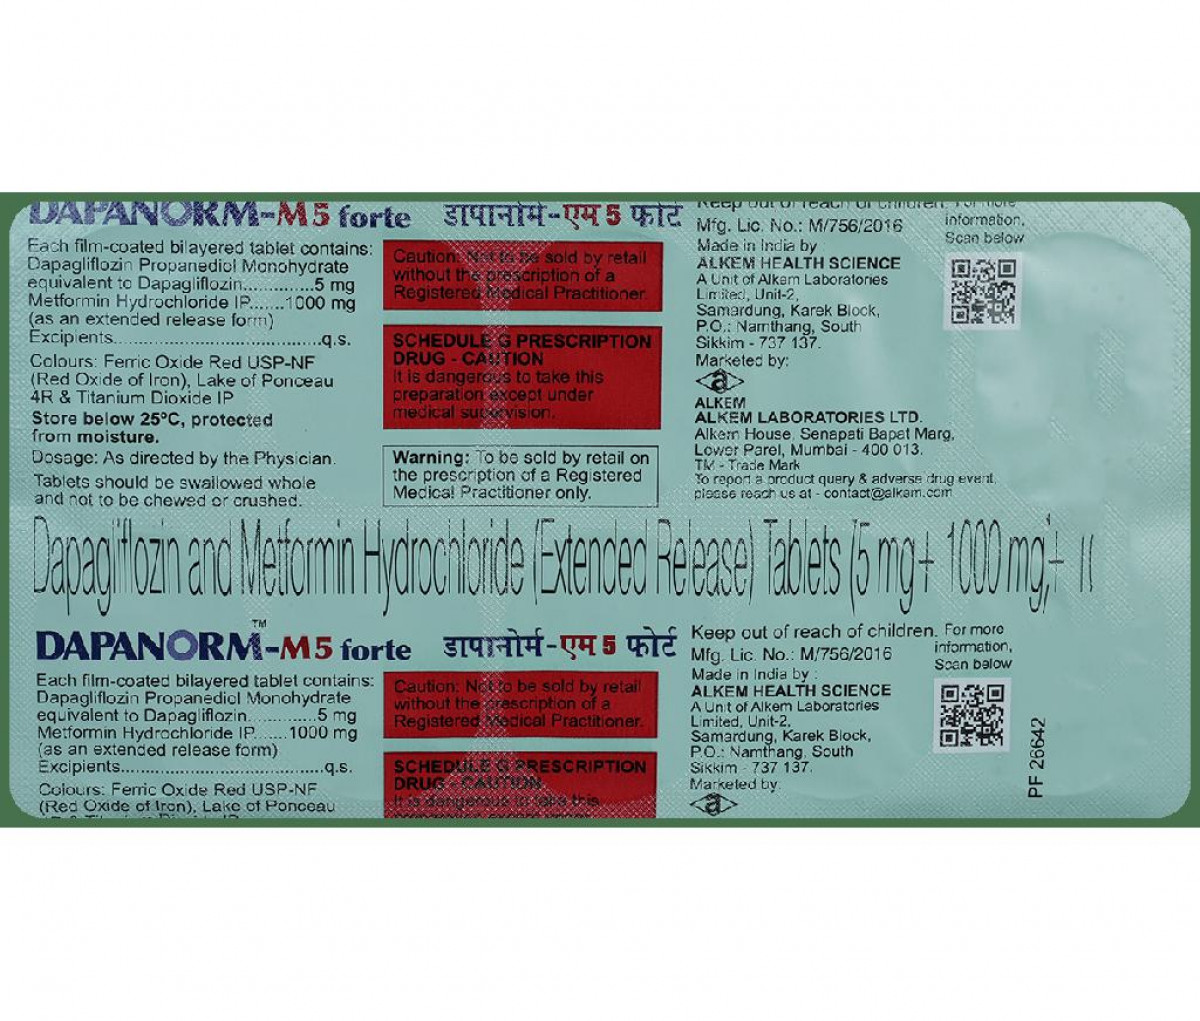 DAPANORM-M5 forte डापानोर्म-एम 5 फोर्ट
Each film-coated bilayered tablet contains:
Dapagliflozin Propanediol Monohydrate
equivalent to Dapagliflozin.............5 mg
Metformin Hydrochloride IP......1000 mg
(as an extended release form)
Excipients.....................................q.s.
Colours: Ferric Oxide Red USP-NF
(Red Oxide of Iron), Lake of Ponceau
4R & Titanium Dioxide IP
Store below 25°C, protected
from moisture.
Dosage: As directed by the Physician.
Tablets should be swallowed whole
and not to be chewed or crushed.
Caution: Not to be sold by retail
without the prescription of a
Registered Medical Practitioner.
SCHEDULE G PRESCRIPTION
DRUG - CAUTION
It is dangerous to take this
preparation except under
medical supervision.
Warning: To be sold by retail on
the prescription of a Registered
Medical Practitioner only.
Keep out of reach of children. For more
information,
Scan below
Mfg. Lic. No.: M/756/2016
Made in India by
ALKEM HEALTH SCIENCE
A Unit of Alkem Laboratories
Limited, Unit-2,
Samardung, Karek Block,
P.O.: Namthang, South
Sikkim - 737 137.
Marketed by:
a
ALKEM
ALKEM LABORATORIES LTD.
Alkem House, Senapati Bapat Marg,
Lower Parel, Mumbai - 400 013.
TM - Trade Mark
To report a product query & adverse drug event,
please reach us at - contact@alkem.com
Dapagliflozin and Metformin Hydrochloride (Extended Release) Tablets (5 mg + 1000 mg)
DAPANORM™-M5 forte डापानोर्म-एम 5 फोर्ट
Each film-coated bilayered tablet contains:
Dapagliflozin Propanediol Monohydrate
equivalent to Dapagliflozin.............5 mg
Metformin Hydrochloride IP......1000 mg
(as an extended release form)
Excipients.....................................q.s.
Colours: Ferric Oxide Red USP-NF
(Red Oxide of Iron), Lake of Ponceau
Caution: Not to be sold by retail
without the prescription of a
Registered Medical Practitioner.
SCHEDULE G PRESCRIPTION
DRUG - CAUTION
It is dangerous to take this
Keep out of reach of children. For more
information,
Scan below
Mfg. Lic. No.: M/756/2016
Made in India by :
ALKEM HEALTH SCIENCE
A Unit of Alkem Laboratories
Limited, Unit-2,
Samardung, Karek Block,
P.O.: Namthang, South
Sikkim - 737 137.
Marketed by:
a
PF 26642